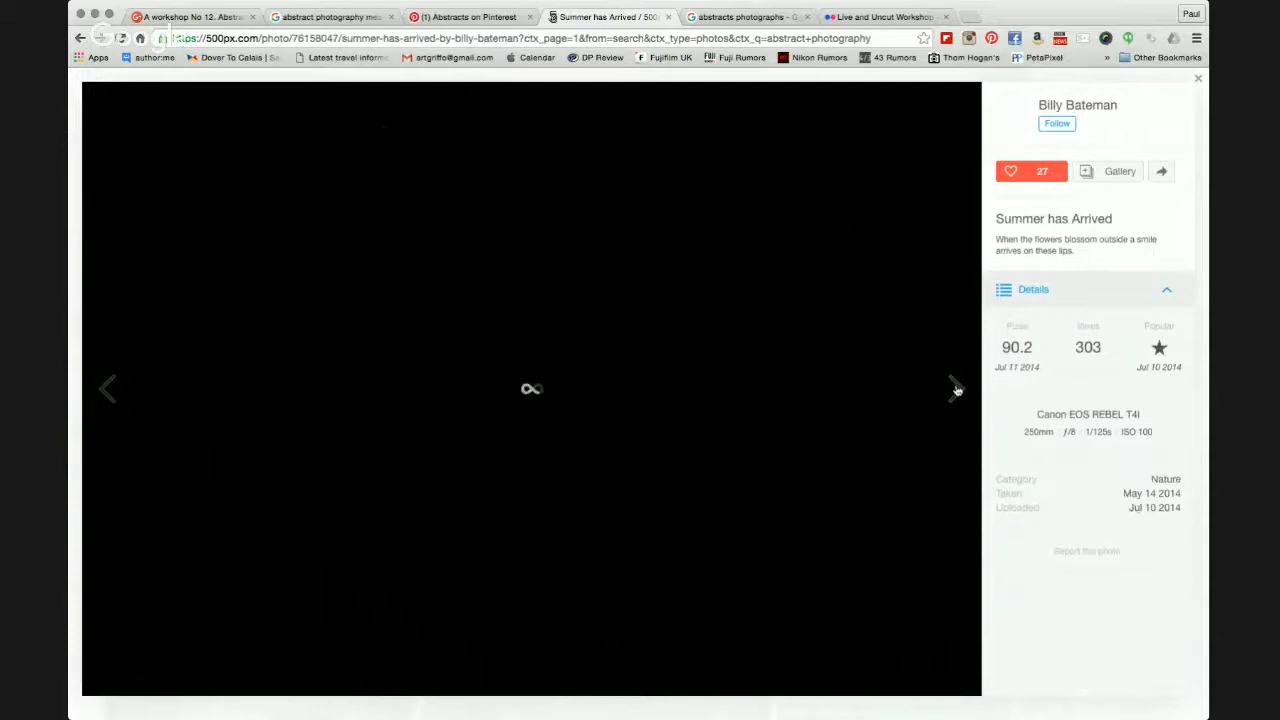 A workshop No 12. Abstra
abstract photography mea
(1) Abstracts on Pinterest
Summer has Arrived / 500
abstracts photographs - G
Live and Uncut Workshop
Paul
https://500px.com/photo/76158047/summer-has-arrived-by-billy-bateman?ctx_page=1&from=search&ctx_type=photos&ctx_q=abstract+photography
Apps
author:me
Dover To Calais | Sea
Latest travel inform
artgriffo@gmail.com
Calendar
DP Review
Fujifilm UK
Fuji Rumors
Nikon Rumors
43 Rumors
Thom Hogan's
PetaPixel
»
Other Bookmarks
Billy Bateman
Follow
27
Gallery
Summer has Arrived
When the flowers blossom outside a smile
arrives on these lips.
Details
Pulse Views Popular
90.2 303
Jul 11 2014 Jul 10 2014
Canon EOS REBEL T4i
250mm / ƒ/8 / 1/125s / ISO 100
Category Nature
Taken May 14 2014
Uploaded Jul 10 2014
Report this photo